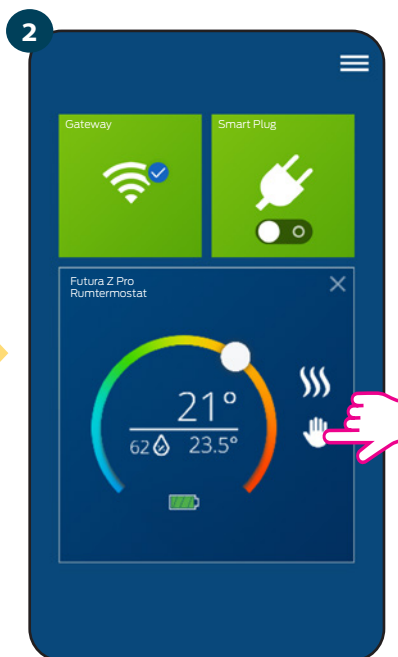 2
Gateway
Smart Plug
Futura Z Pro
Rumtermostat
21°
62 % 23.5°